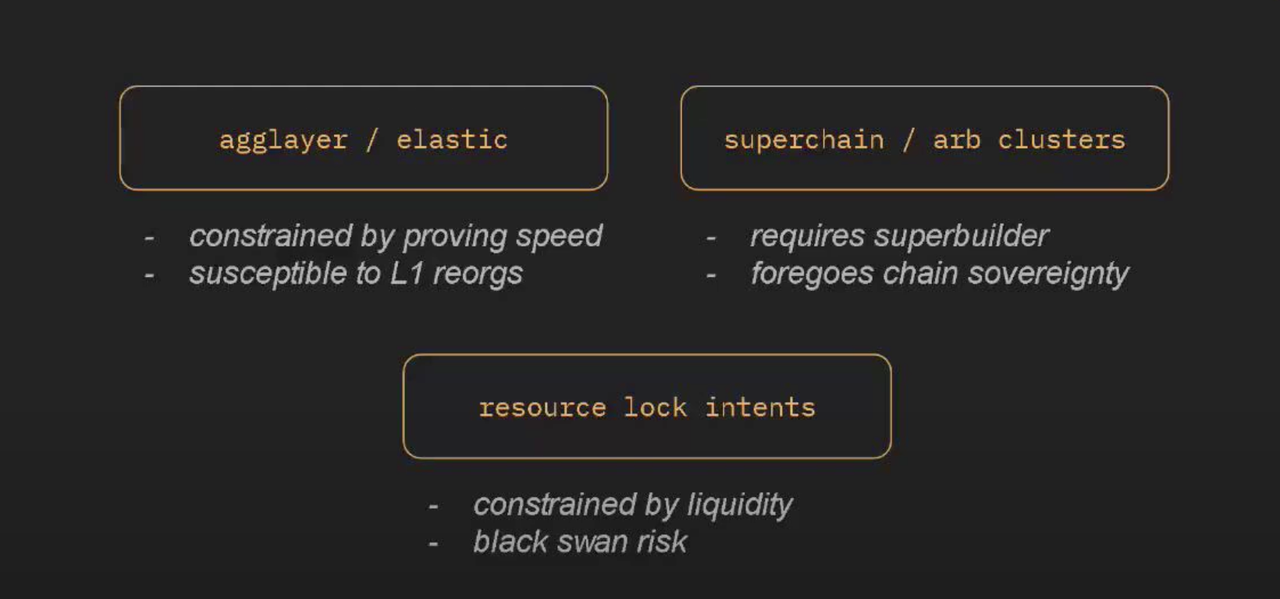 agglayer / elastic
- constrained by proving speed
- susceptible to L1 reorgs
superchain / arb clusters
- requires superbuilder
- foregoes chain sovereignty
resource lock intents
- constrained by liquidity
- black swan risk